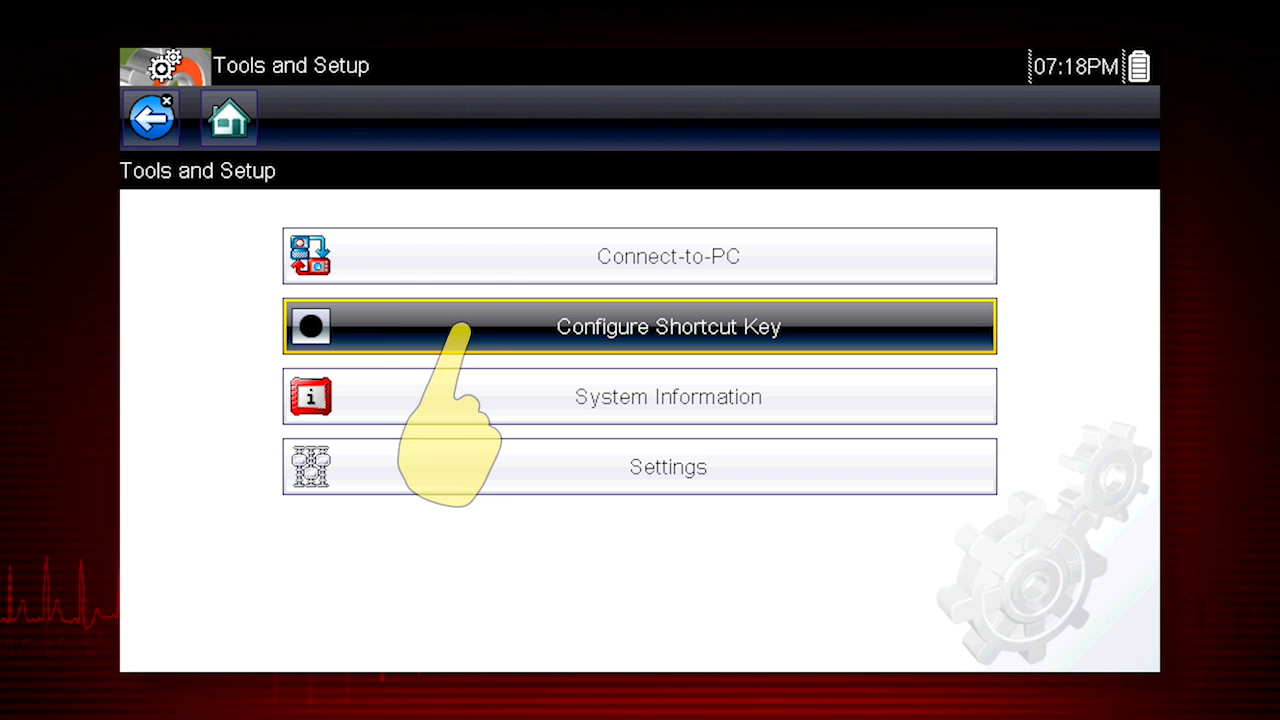 Tools and Setup
07:18PM
Tools and Setup
Connect-to-PC
Configure Shortcut Key
System Information
Settings